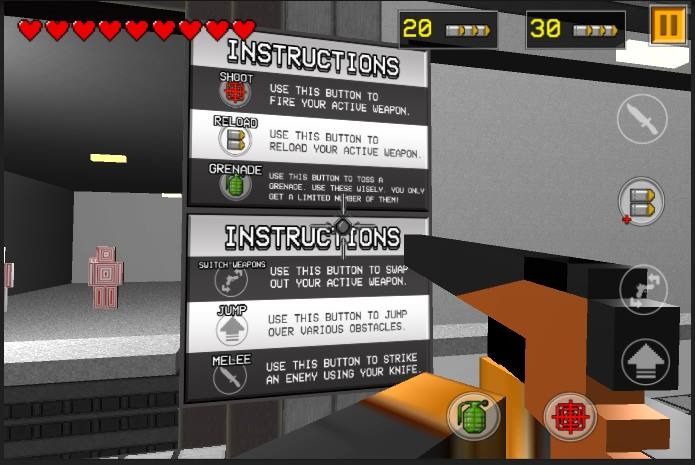 20
30
INSTRUCTIONS
SHOOT
USE THIS BUTTON TO
FIRE YOUR ACTIVE WEAPON.
RELOAD
USE THIS BUTTON TO
RELOAD YOUR ACTIVE WEAPON.
GRENADE
USE THIS BUTTON TO TOSS A
GRENADE. USE THESE WISELY. YOU ONLY
GET A LIMITED NUMBER OF THEM!
INSTRUCTIONS
SWITCH WEAPONS
USE THIS BUTTON TO SWAP
OUT YOUR ACTIVE WEAPON.
JUMP
USE THIS BUTTON TO JUMP
OVER VARIOUS OBSTACLES.
MELEE
USE THIS BUTTON TO STRIKE
AN ENEMY USING YOUR KNIFE.